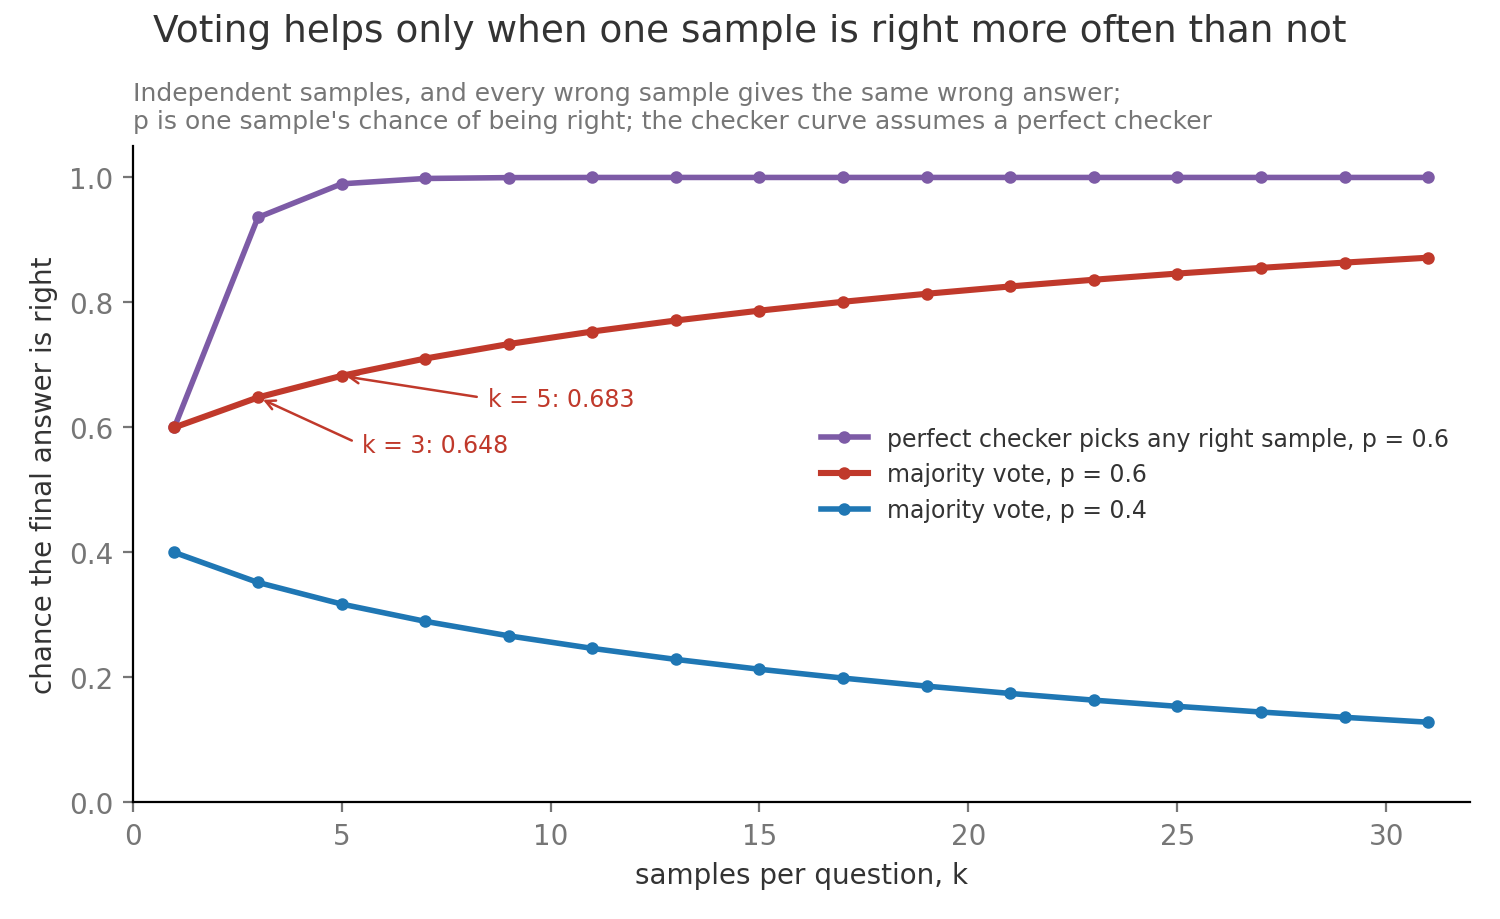 Voting helps only when one sample is right more often than not
Independent samples, and every wrong sample gives the same wrong answer;
p is one sample's chance of being right; the checker curve assumes a perfect checker
chance the final answer is right
1.0
0.8
0.6
0.4
0.2
0.0
k = 5: 0.683
k = 3: 0.648
perfect checker picks any right sample, p = 0.6
majority vote, p = 0.6
majority vote, p = 0.4
0 5 10 15 20 25 30
samples per question, k